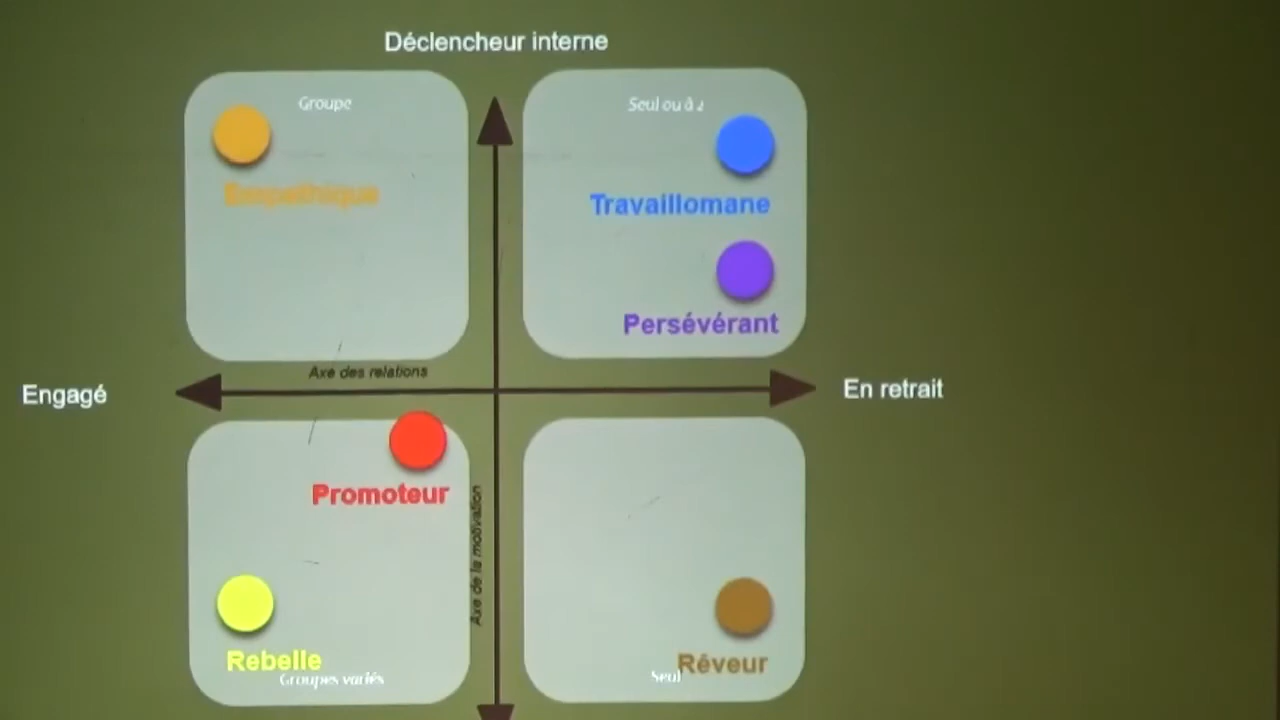 Déclencheur interne
Groupe
Seul ou à 2
Empathique
Travaillomane
Persévérant
Axe des relations
Engagé
En retrait
Promoteur
Axe de la motivation
Rebelle
Groupes variés
Rêveur
Seul